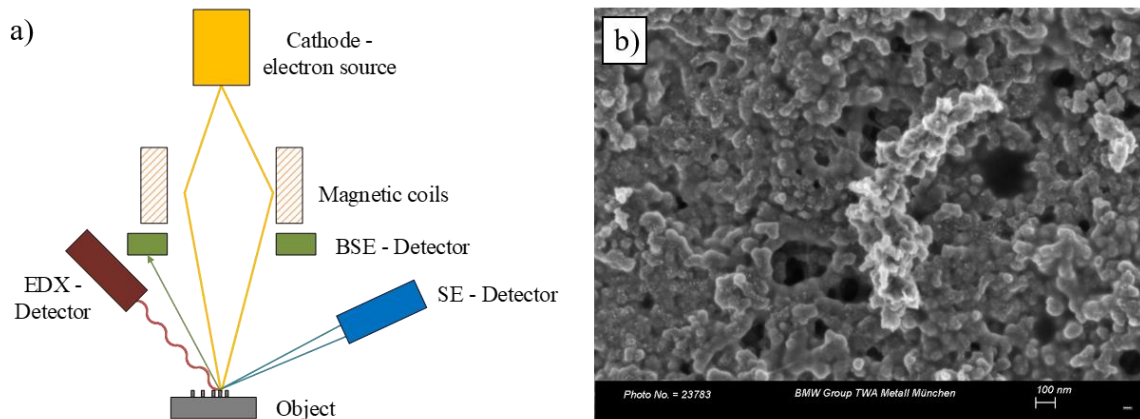 a)
Cathode -
electron source
Magnetic coils
BSE - Detector
EDX -
Detector
SE - Detector
Object
b)
Photo No. = 23783 BMW Group TWA Metall München 100 nm